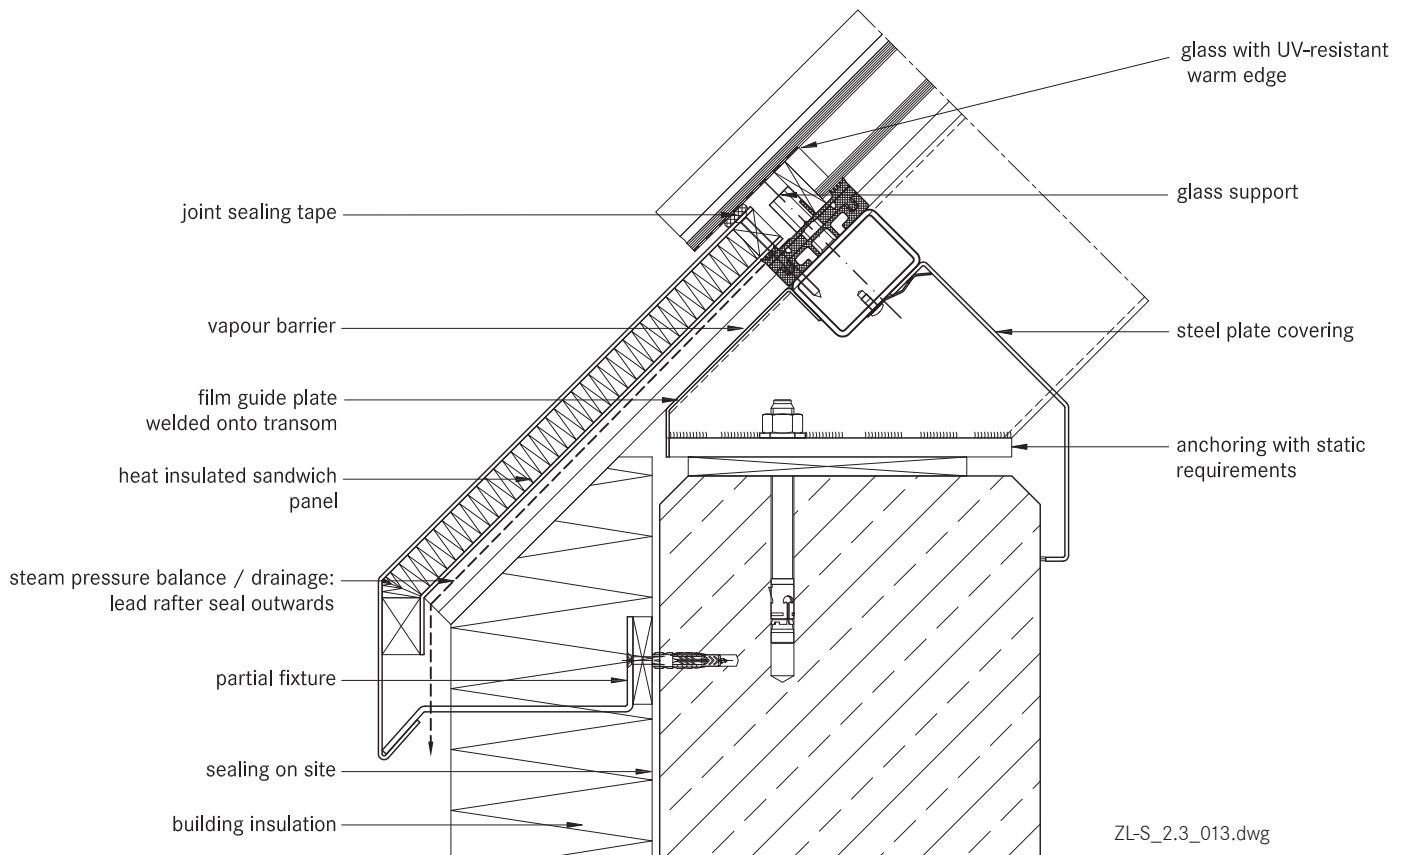 glass with UV-resistant
warm edge
glass support
joint sealing tape
vapour barrier
steel plate covering
film guide plate
welded onto transom
anchoring with static
requirements
heat insulated sandwich
panel
steam pressure balance / drainage:
lead rafter seal outwards
partial fixture
sealing on site
building insulation
ZL-S_2.3_013.dwg